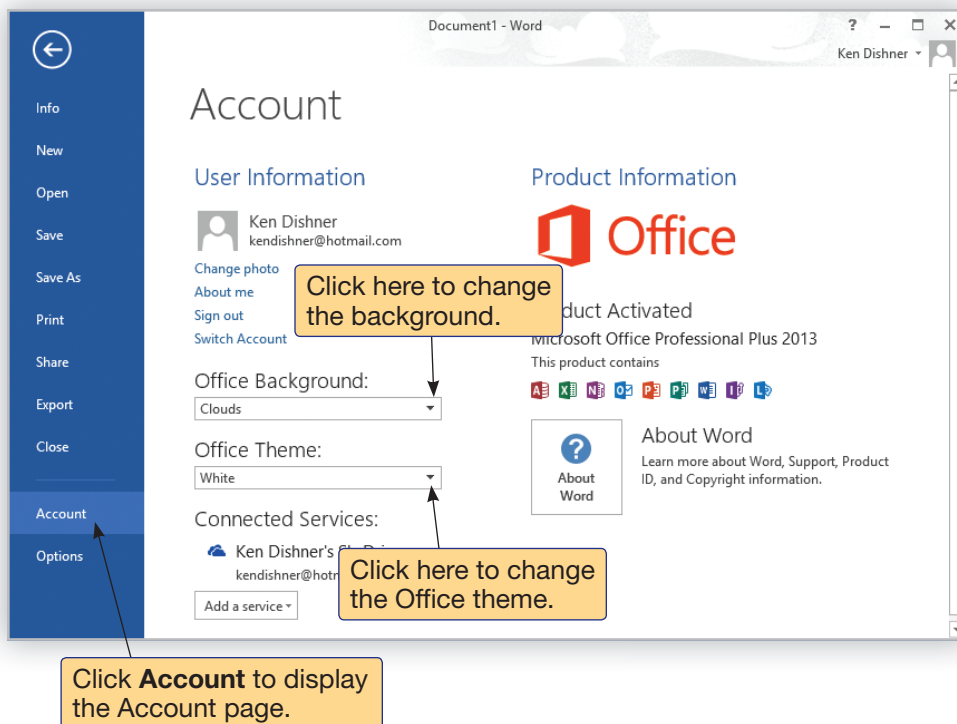 Document1 - Word
?
Ken Dishner
Info
New
Open
Save
Save As
Print
Share
Export
Close
Account
Options
Account
User Information
Ken Dishner
kendishner@hotmail.com
Change photo
About me
Sign out
Switch Account
Click here to change
the background.
Office Background:
Clouds
Office Theme:
White
Connected Services:
Ken Dishner's
kendishner@
Add a service
Click here to change
the Office theme.
Product Information
Office
Activated
Microsoft Office Professional Plus 2013
This product contains
?
About
Word
About Word
Learn more about Word, Support, Product
ID, and Copyright information.
Click Account to display
the Account page.